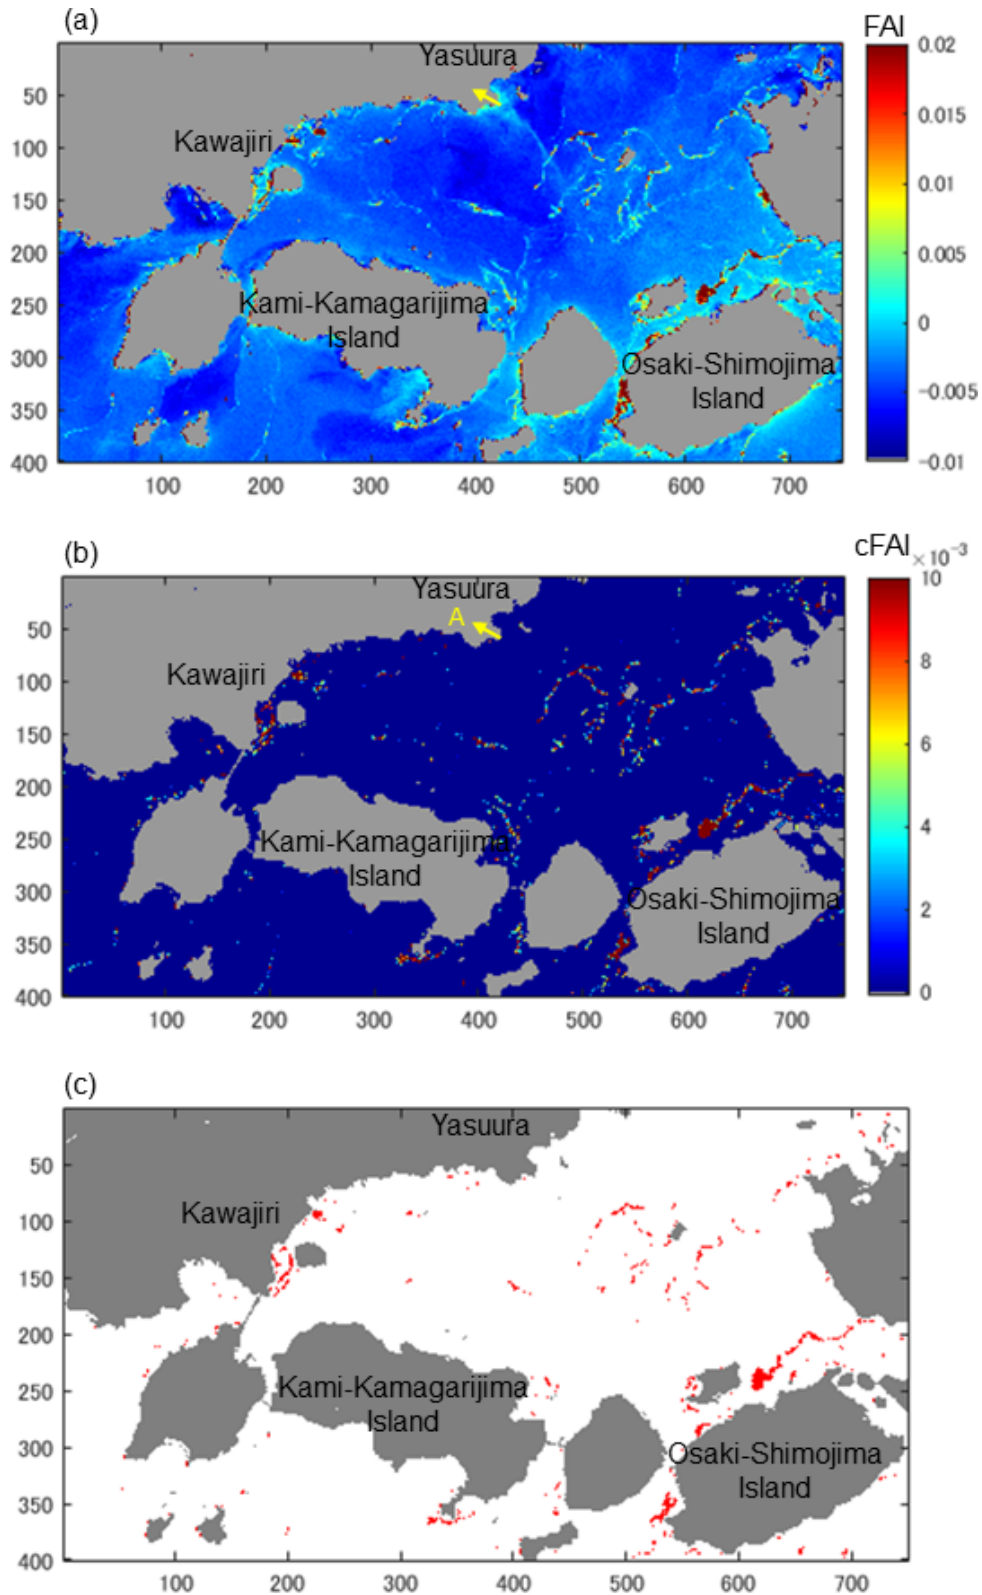 (a)
FAI
Yasuura
Kawajiri
Kami-Kamagarijima
Island
Osaki-Shimojima
Island
50
100
150
200
250
300
350
400
100 200 300 400 500 600 700
0.02
0.01
0.005
0
−0.005
−0.01
(b)
cFAI
×10⁻³
Yasuura
A
Kawajiri
Kami-Kamagarijima
Island
Osaki-Shimojima
Island
50
100
150
200
250
300
350
400
100 200 300 400 500 600 700
10
8
6
4
2
0
(c)
Yasuura
Kawajiri
Kami-Kamagarijima
Island
Osaki-Shimojima
Island
50
100
150
200
250
300
350
400
100 200 300 400 500 600 700